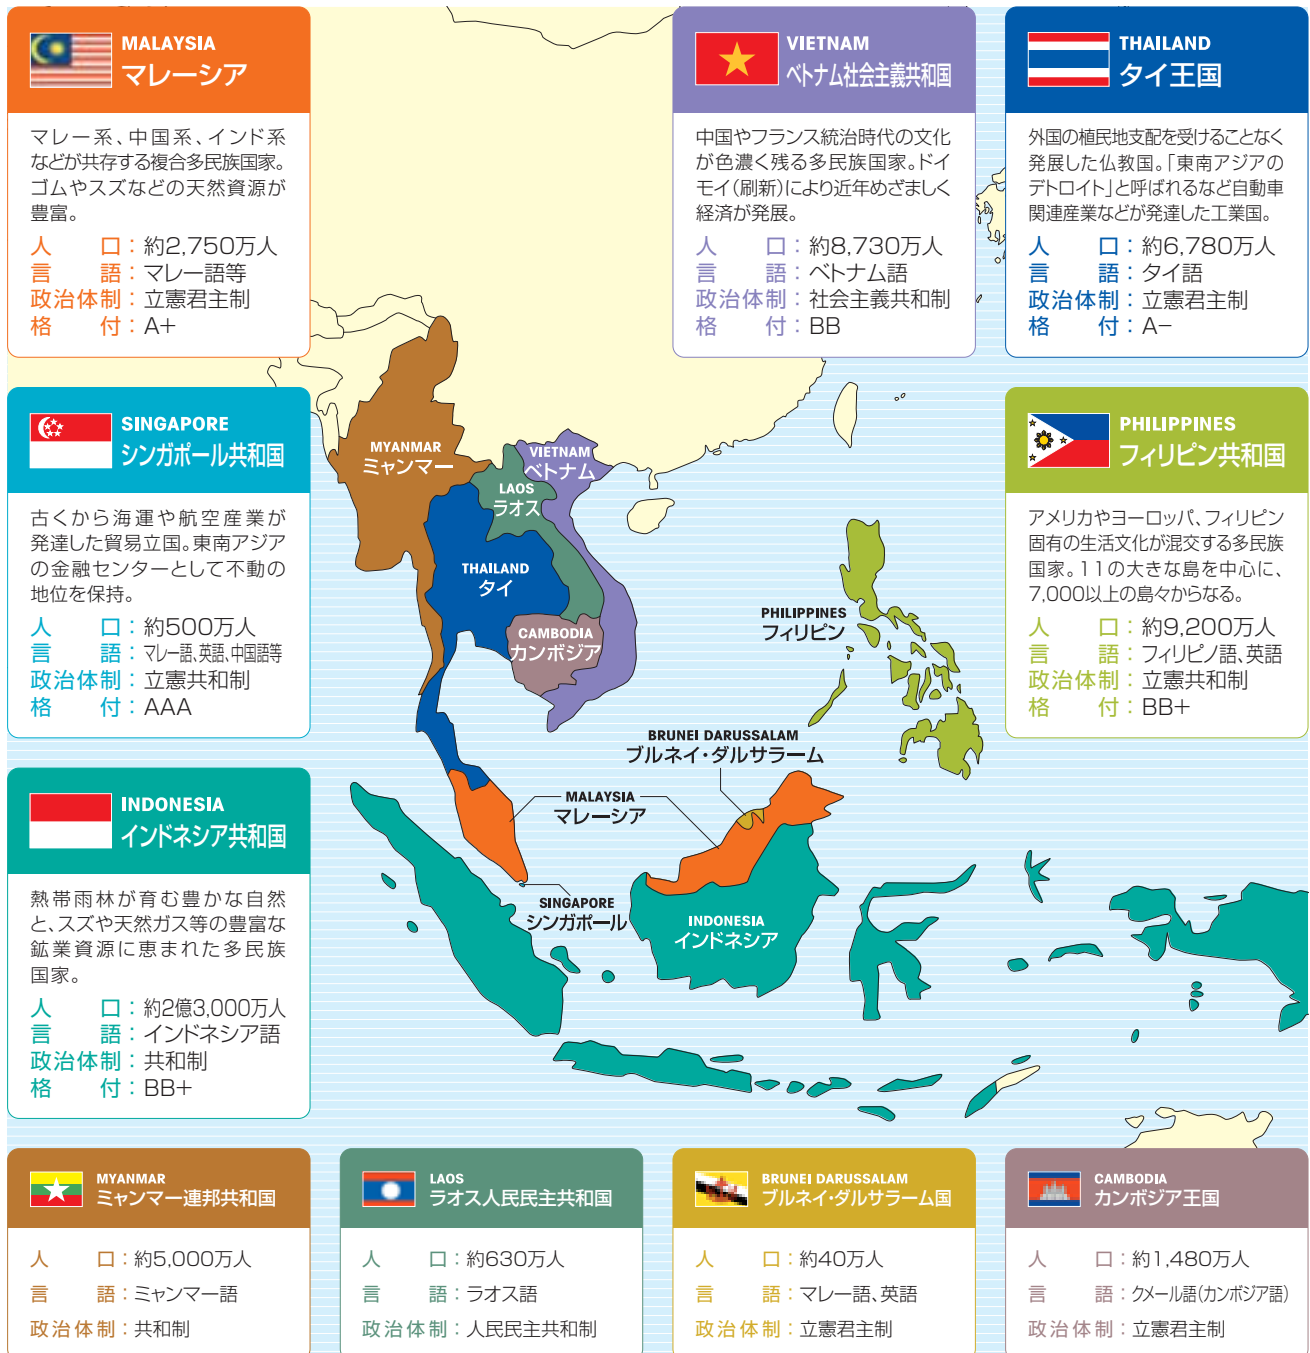 MALAYSIA
マレーシア
マレー系、中国系、インド系
などが共存する複合多民族国家。
ゴムやスズなどの天然資源が
豊富。
人口：約2,750万人
言語：マレー語等
政治体制：立憲君主制
格付：A+
VIETNAM
ベトナム社会主義共和国
中国やフランス統治時代の文化
が色濃く残る多民族国家。ドイ
モイ（刷新）により近年めざましく
経済が発展。
人口：約8,730万人
言語：ベトナム語
政治体制：社会主義共和制
格付：BB
THAILAND
タイ王国
外国の植民地支配を受けることなく
発展した仏教国。「東南アジアの
デトロイト」と呼ばれるなど自動車
関連産業などが発達した工業国。
人口：約6,780万人
言語：タイ語
政治体制：立憲君主制
格付：A−
SINGAPORE
シンガポール共和国
古くから海運や航空産業が
発達した貿易立国。東南アジア
の金融センターとして不動の
地位を保持。
人口：約500万人
言語：マレー語、英語、中国語等
政治体制：立憲共和制
格付：AAA
PHILIPPINES
フィリピン共和国
アメリカやヨーロッパ、フィリピン
固有の生活文化が混交する多民族
国家。11の大きな島を中心に、
7,000以上の島々からなる。
人口：約9,200万人
言語：フィリピノ語、英語
政治体制：立憲共和制
格付：BB+
INDONESIA
インドネシア共和国
熱帯雨林が育む豊かな自然
と、スズや天然ガス等の豊富な
鉱業資源に恵まれた多民族
国家。
人口：約2億3,000万人
言語：インドネシア語
政治体制：共和制
格付：BB+
MYANMAR
ミャンマー
VIETNAM
ベトナム
LAOS
ラオス
THAILAND
タイ
CAMBODIA
カンボジア
PHILIPPINES
フィリピン
BRUNEI DARUSSALAM
ブルネイ・ダルサラーム
MALAYSIA
マレーシア
SINGAPORE
シンガポール
INDONESIA
インドネシア
MYANMAR
ミャンマー連邦共和国
人口：約5,000万人
言語：ミャンマー語
政治体制：共和制
LAOS
ラオス人民民主共和国
人口：約630万人
言語：ラオス語
政治体制：人民民主共和制
BRUNEI DARUSSALAM
ブルネイ・ダルサラーム国
人口：約40万人
言語：マレー語、英語
政治体制：立憲君主制
CAMBODIA
カンボジア王国
人口：約1,480万人
言語：クメール語（カンボジア語）
政治体制：立憲君主制